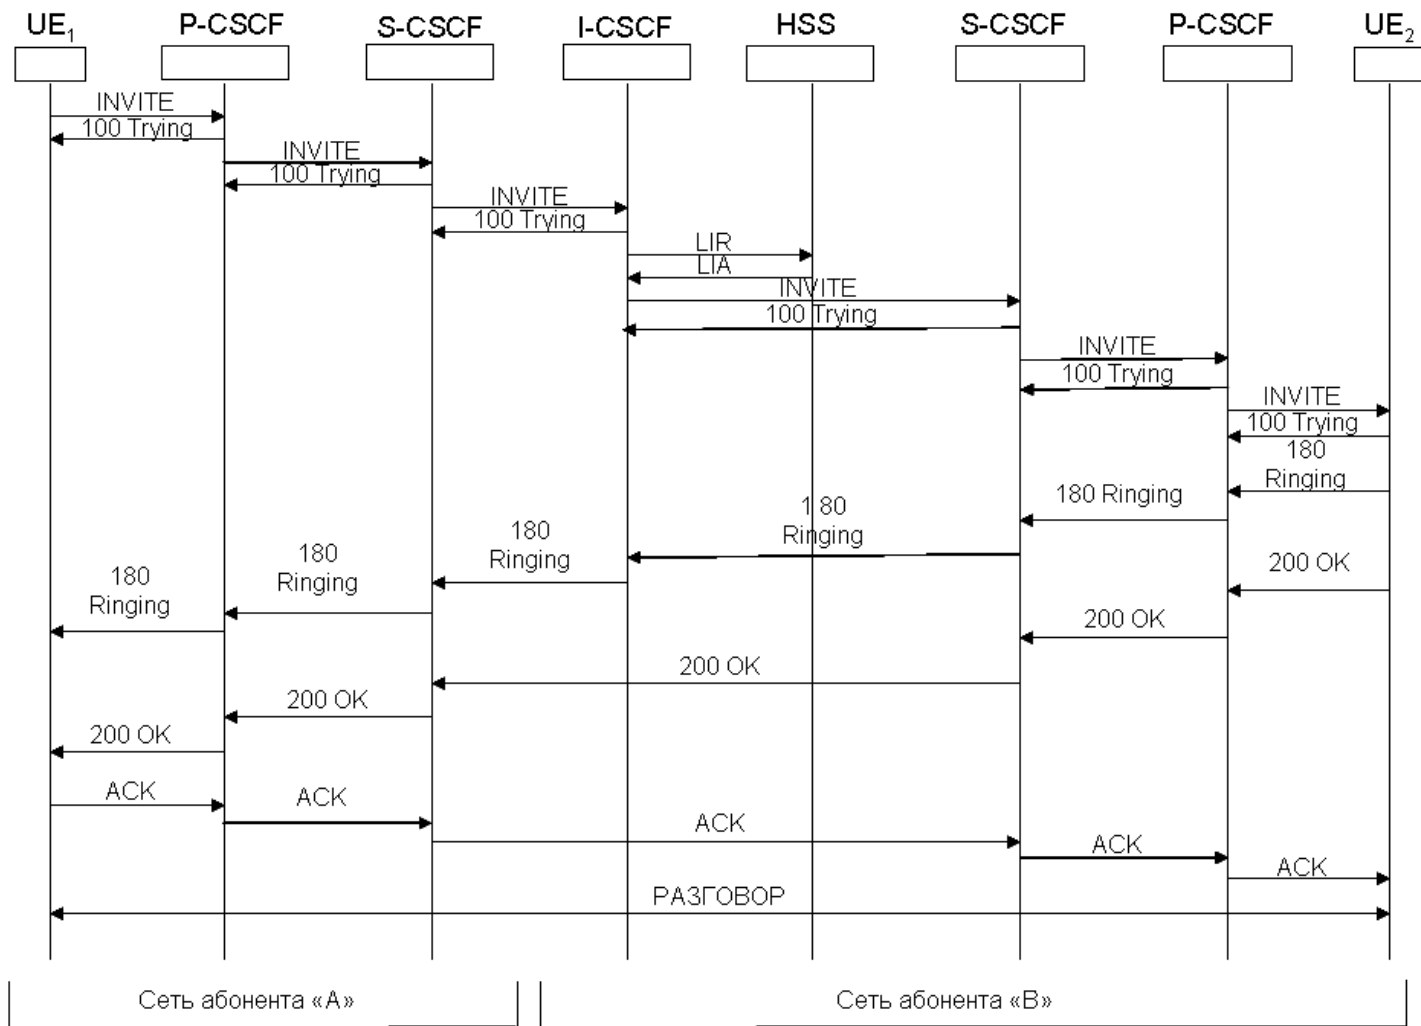 UE1 P-CSCF S-CSCF I-CSCF HSS S-CSCF P-CSCF UE2
INVITE
100 Trying
INVITE
100 Trying
INVITE
100 Trying
LIR
LIA
INVITE
100 Trying
INVITE
100 Trying
INVITE
100 Trying
180
Ringing
180 Ringing
180
Ringing
180
Ringing
180
Ringing
180
Ringing
200 OK
200 OK
200 OK
200 OK
200 OK
ACK
ACK
ACK
ACK
ACK
РАЗГОВОР
Сеть абонента «А»
Сеть абонента «В»